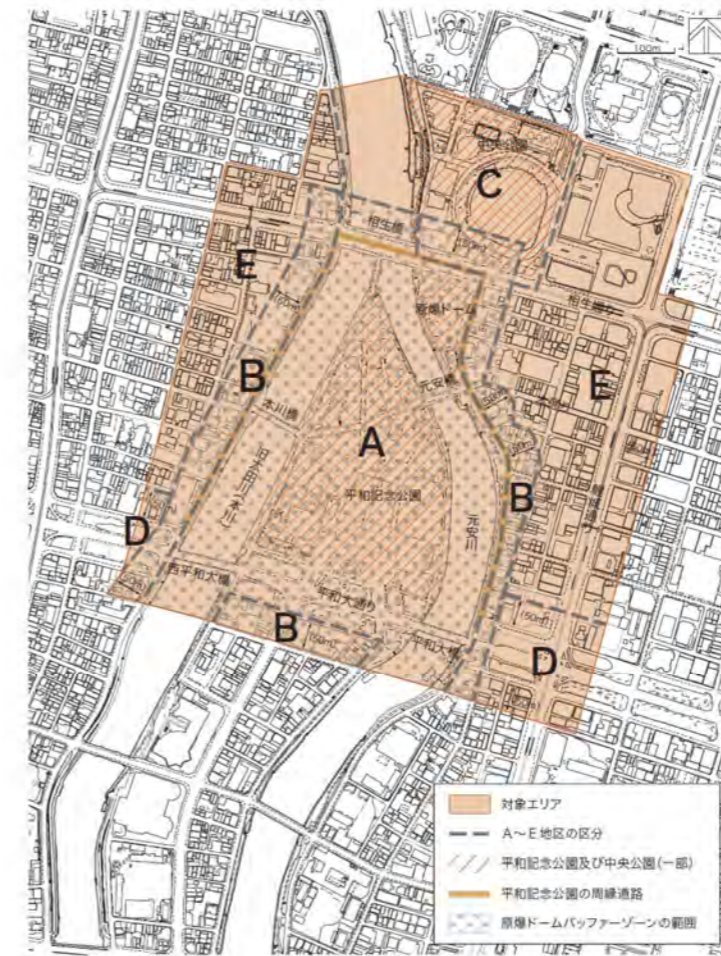 100m
中央公園
C
相生橋
150m
E
相生通り
原爆ドーム
B
元安橋
E
本川橋
A
旧太田川(本川)
平和記念公園
元安川
B
D
西平和大橋
平和大通り
50m
B
平和大橋
D
対象エリア
A～E 地区の区分
平和記念公園及び中央公園(一部)
平和記念公園の周縁道路
原爆ドームバッファーゾーンの範囲